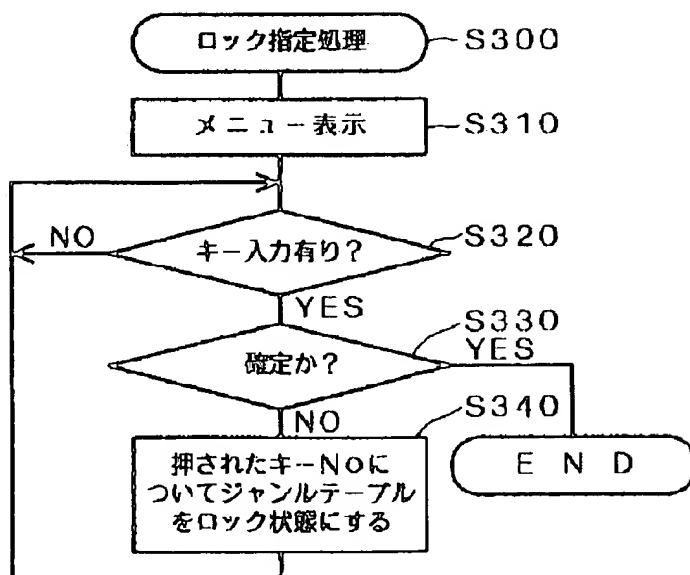 ロック指定処理
S300
メニュー表示
S310
キー入力有り?
S320
NO
YES
確定か?
S330
YES
NO
S340
押されたキーNoに
ついてジャンルテーブル
をロック状態にする
END